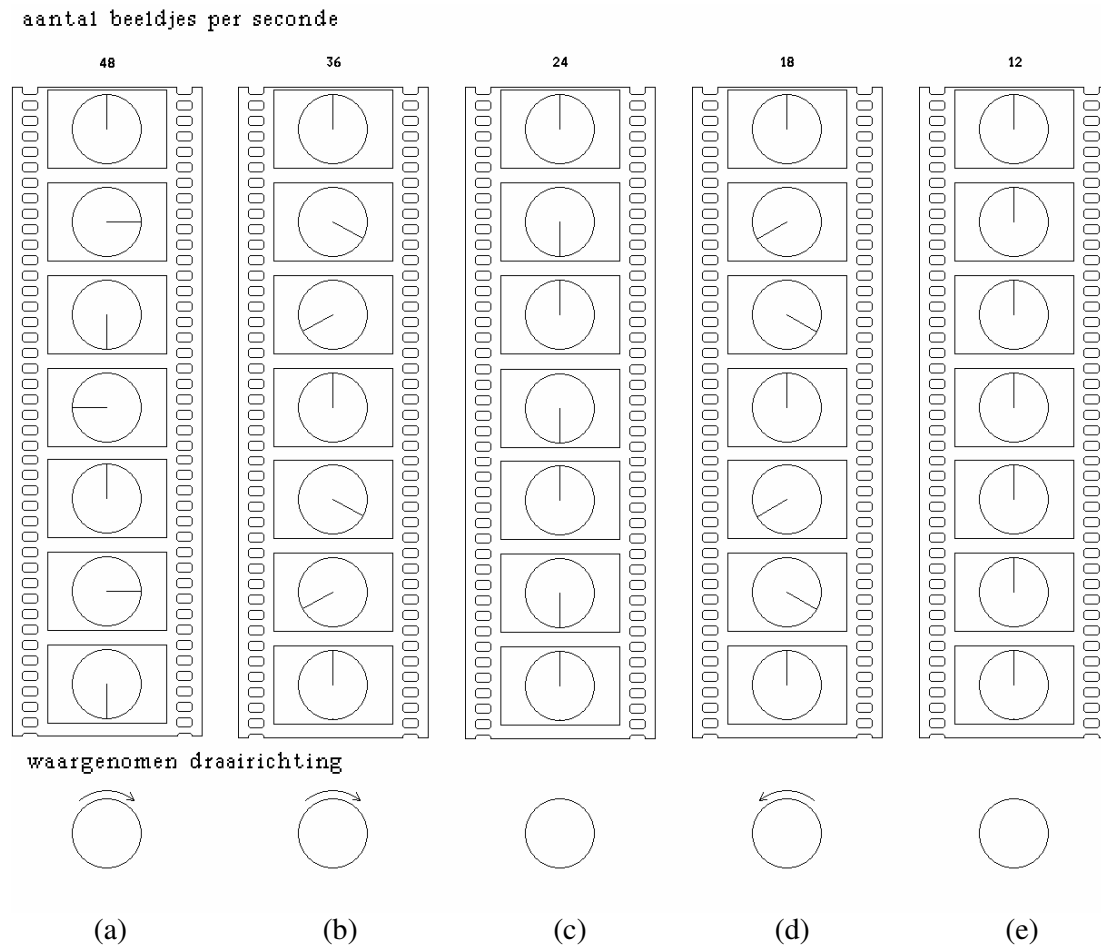 aantal beeldjes per seconde
48 36 24 18 12
waargenomen draairichting
(a) (b) (c) (d) (e)